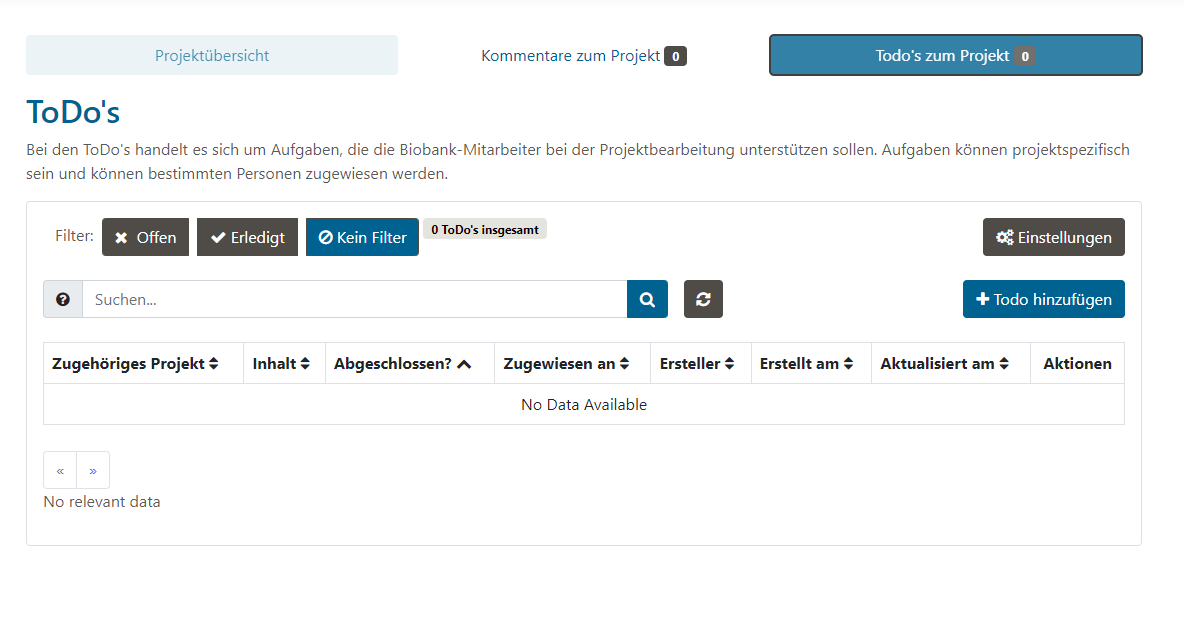 Projektübersicht
Kommentare zum Projekt 0
Todo's zum Projekt 0
ToDo's
Bei den ToDo's handelt es sich um Aufgaben, die die Biobank-Mitarbeiter bei der Projektbearbeitung unterstützen sollen. Aufgaben können projektspezifisch
sein und können bestimmten Personen zugewiesen werden.
Filter: Offen Erledigt Kein Filter 0 ToDo's insgesamt Einstellungen
Suchen... Todo hinzufügen
Zugehöriges Projekt Inhalt Abgeschlossen? Zugewiesen an Ersteller Erstellt am Aktualisiert am Aktionen
No Data Available
« »
No relevant data